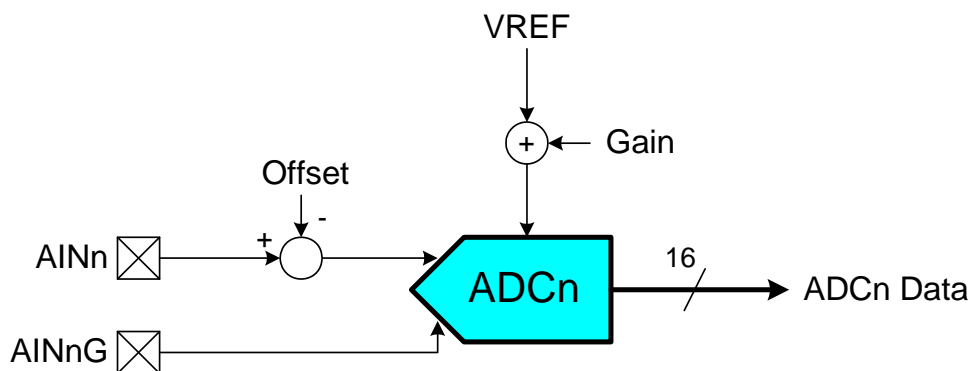 VREF
+
Gain
Offset
-
+
AINn
ADCn
16
ADCn Data
AINnG